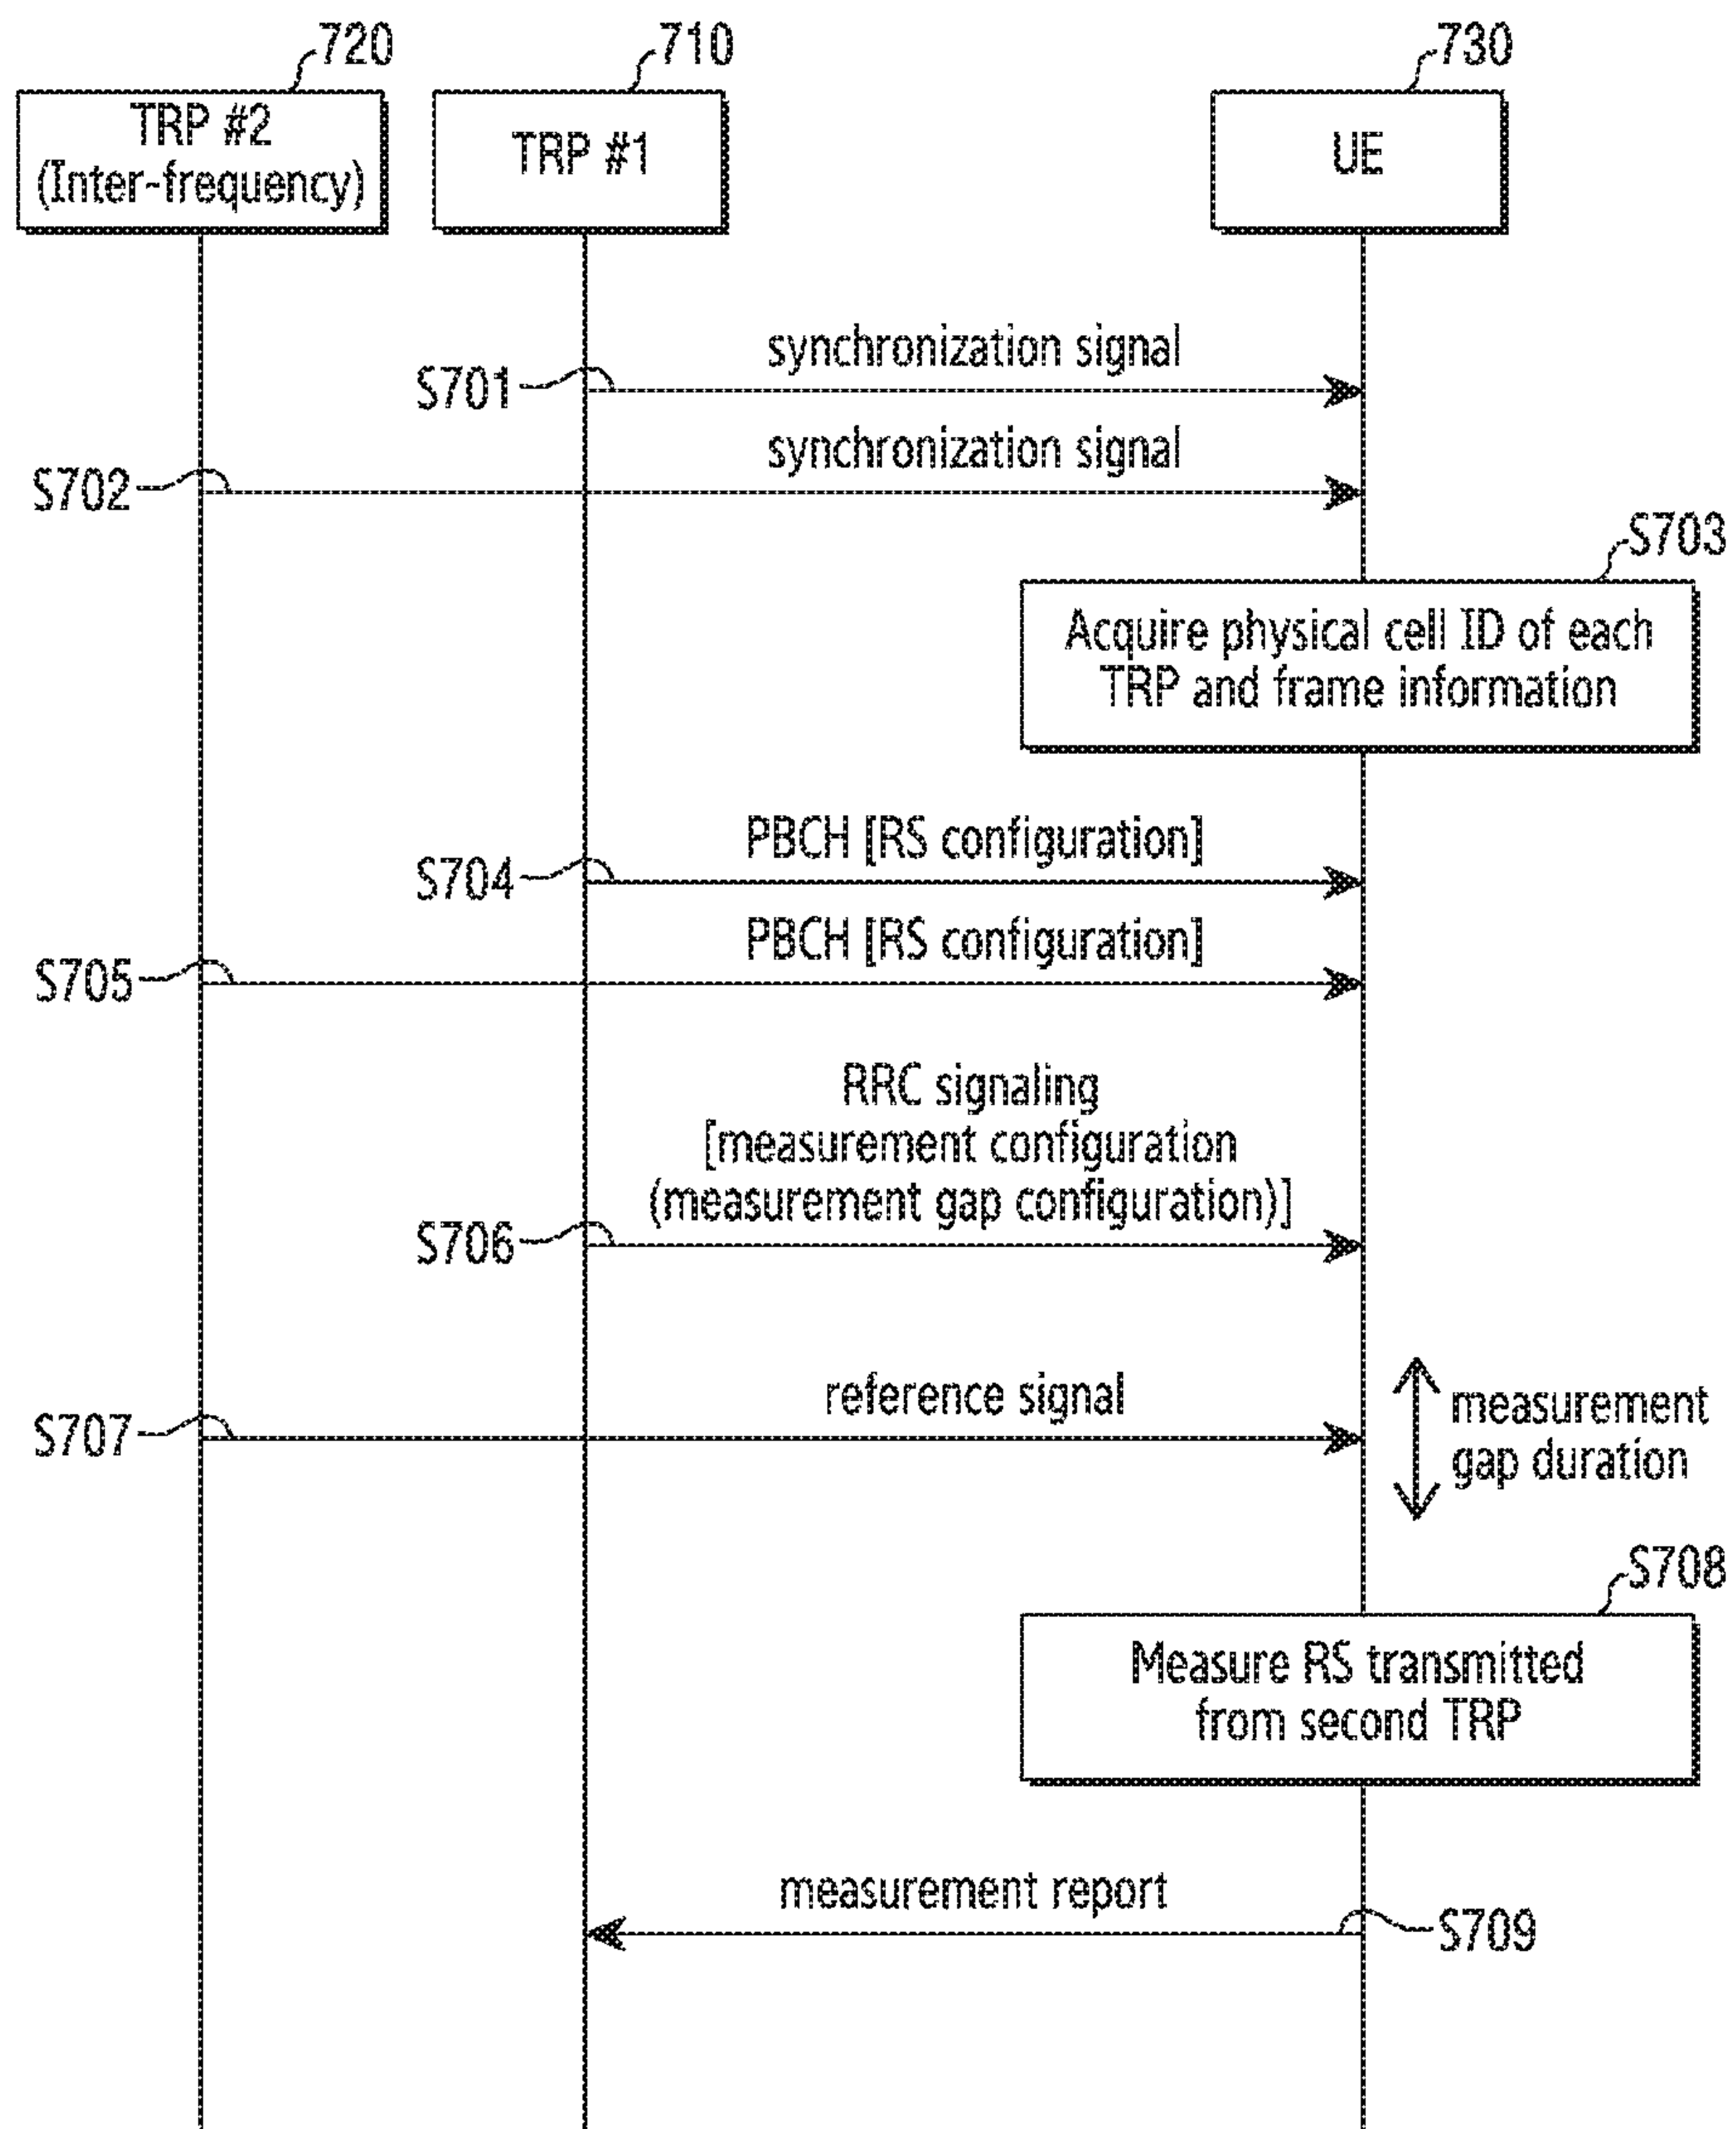 720
710
730
TRP #2
(Inter-frequency)
TRP #1
UE
synchronization signal
S701
synchronization signal
S702
S703
Acquire physical cell ID of each
TRP and frame information
PBCH [RS configuration]
S704
PBCH [RS configuration]
S705
RRC signaling
[measurement configuration
(measurement gap configuration)]
S706
reference signal
S707
measurement
gap duration
S708
Measure RS transmitted
from second TRP
measurement report
S709